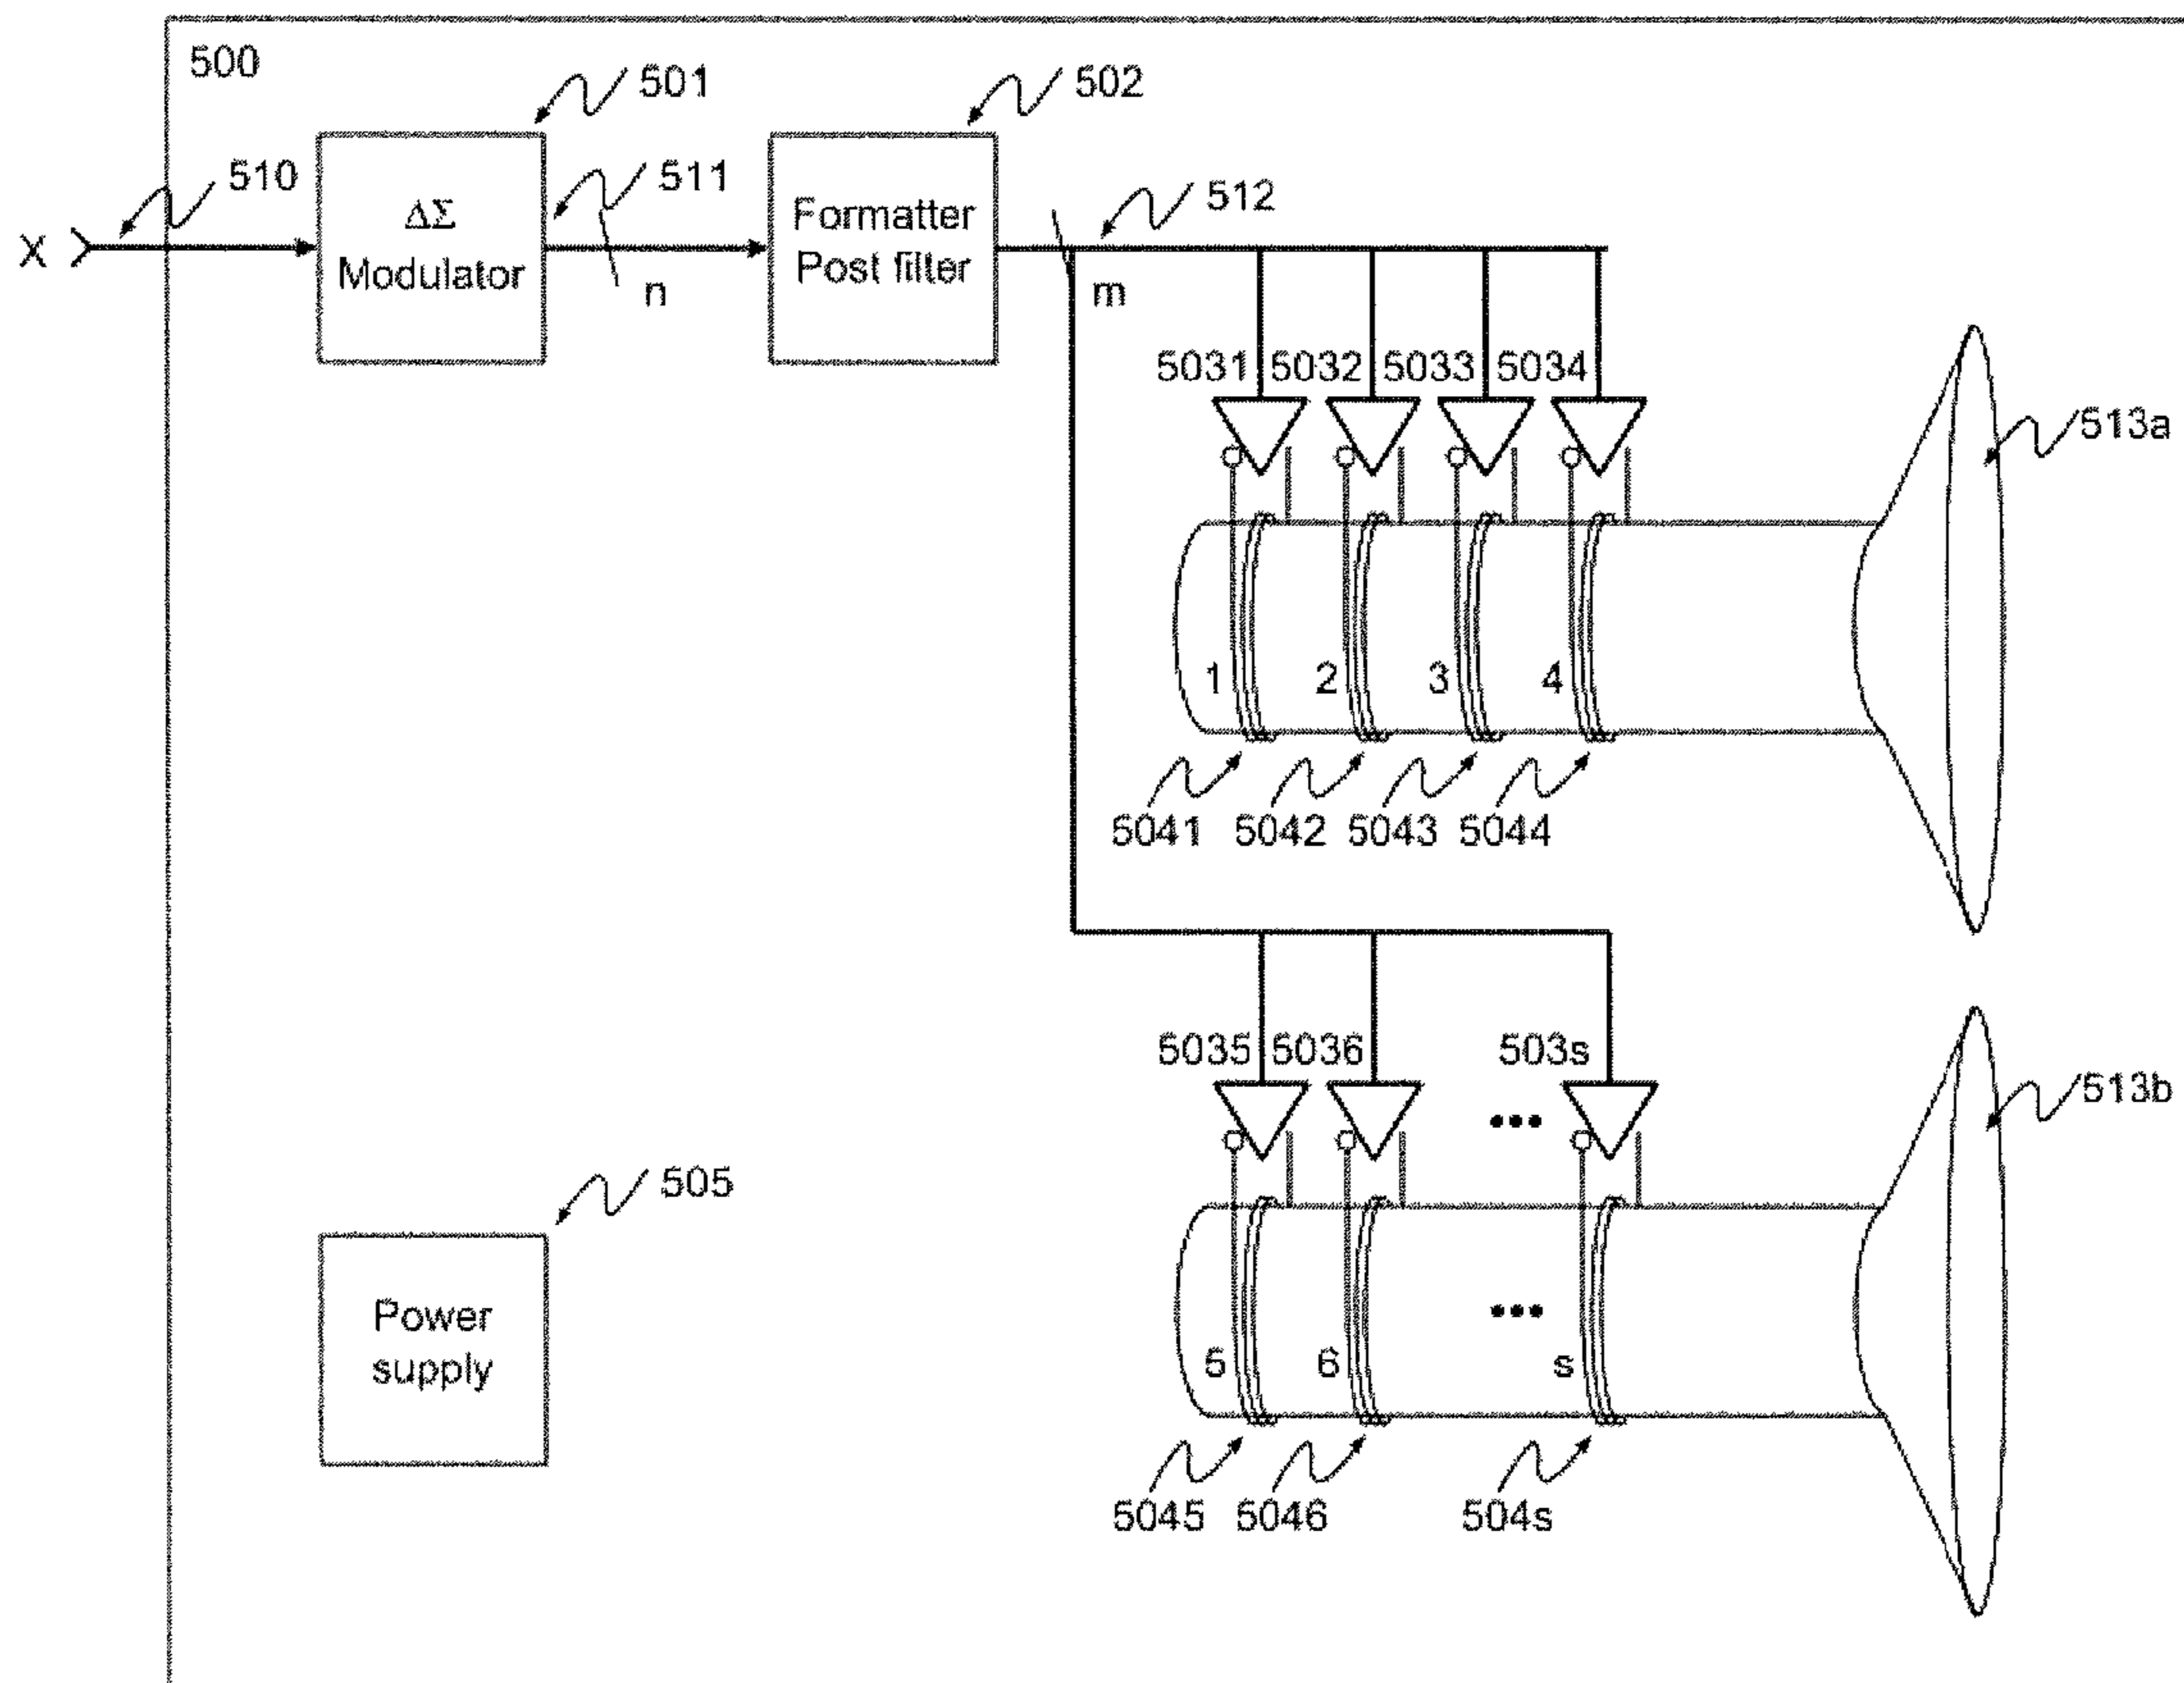 500
501
502
510
511
512
X
ΔΣ
Modulator
n
Formatter
Post filter
m
5031 5032 5033 5034
513a
1 2 3 4
5041 5042 5043 5044
5035 5036 503s
•••
513b
505
Power
supply
•••
5 6 s
5045 5046 504s